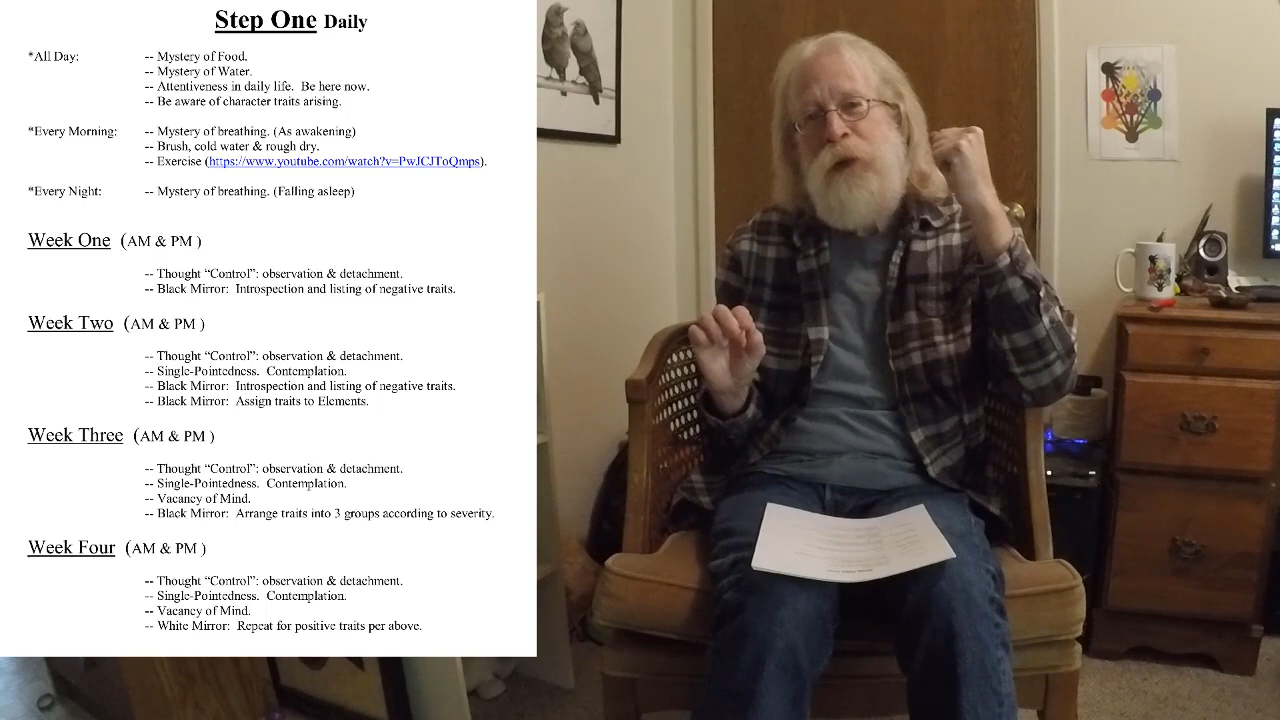 Step One Daily
*All Day: -- Mystery of Food.
-- Mystery of Water.
-- Attentiveness in daily life. Be here now.
-- Be aware of character traits arising.
*Every Morning: -- Mystery of breathing. (As awakening)
-- Brush, cold water & rough dry.
-- Exercise (https://www.youtube.com/watch?v=PwJCJToQmps).
*Every Night: -- Mystery of breathing. (Falling asleep)
Week One (AM & PM )
-- Thought “Control”: observation & detachment.
-- Black Mirror: Introspection and listing of negative traits.
Week Two (AM & PM )
-- Thought “Control”: observation & detachment.
-- Single-Pointedness. Contemplation.
-- Black Mirror: Introspection and listing of negative traits.
-- Black Mirror: Assign traits to Elements.
Week Three (AM & PM )
-- Thought “Control”: observation & detachment.
-- Single-Pointedness. Contemplation.
-- Vacancy of Mind.
-- Black Mirror: Arrange traits into 3 groups according to severity.
Week Four (AM & PM )
-- Thought “Control”: observation & detachment.
-- Single-Pointedness. Contemplation.
-- Vacancy of Mind.
-- White Mirror: Repeat for positive traits per above.